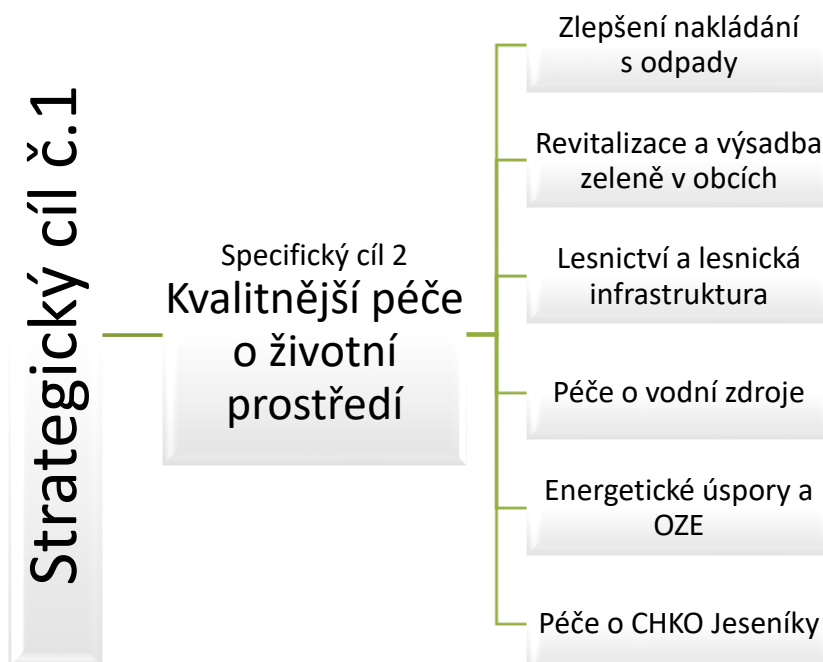 Strategický cíl č.1
Specifický cíl 2
Kvalitnější péče
o životní
prostředí
Zlepšení nakládání
s odpady
Revitalizace a výsadba
zeleně v obcích
Lesnictví a lesnická
infrastruktura
Péče o vodní zdroje
Energetické úspory a
OZE
Péče o CHKO Jeseníky